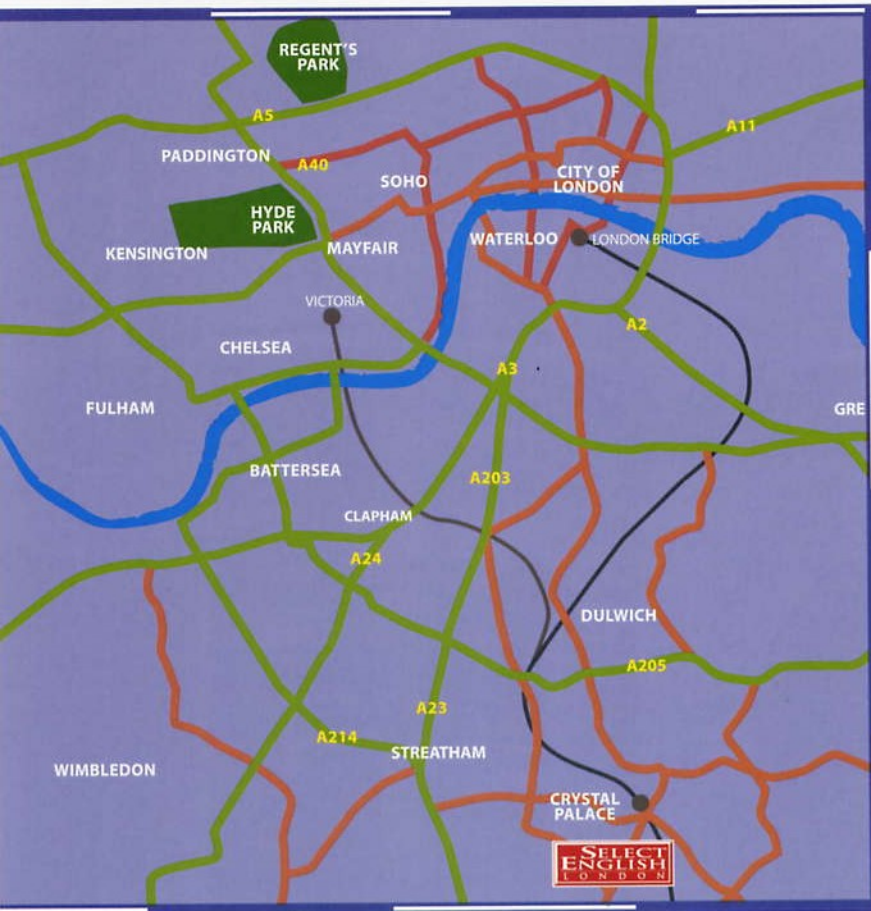 REGENT'S
PARK
A5
A11
PADDINGTON
A40
SOHO
CITY OF
LONDON
HYDE
PARK
KENSINGTON
MAYFAIR
WATERLOO
LONDON BRIDGE
VICTORIA
A2
CHELSEA
A3
FULHAM
GRE
BATTERSEA
A203
CLAPHAM
A24
DULWICH
A205
A23
A214
STREATHAM
WIMBLEDON
CRYSTAL
PALACE
SELECT
ENGLISH
LONDON